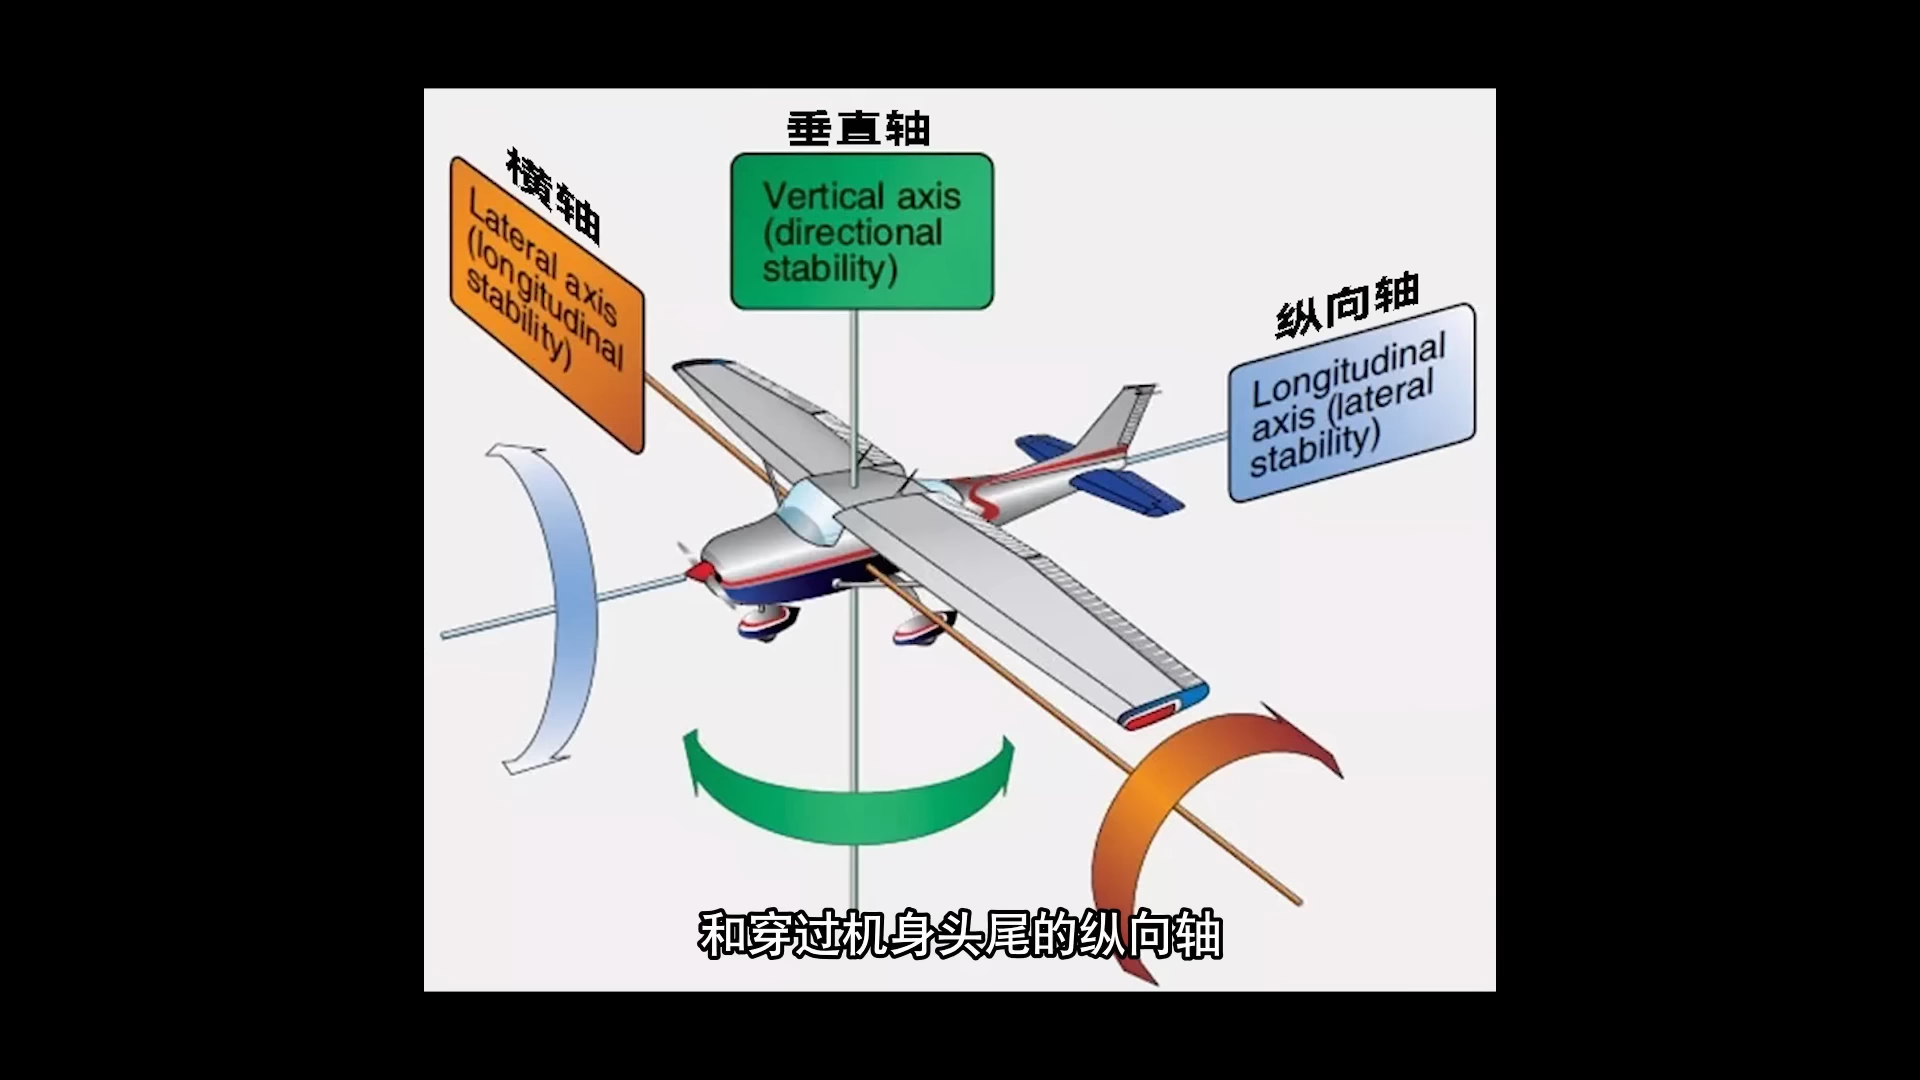 垂直轴
Vertical axis
(directional
stability)
横轴
Lateral axis
(longitudinal
stability)
纵向轴
Longitudinal
axis (lateral
stability)
和穿过机身头尾的纵向轴